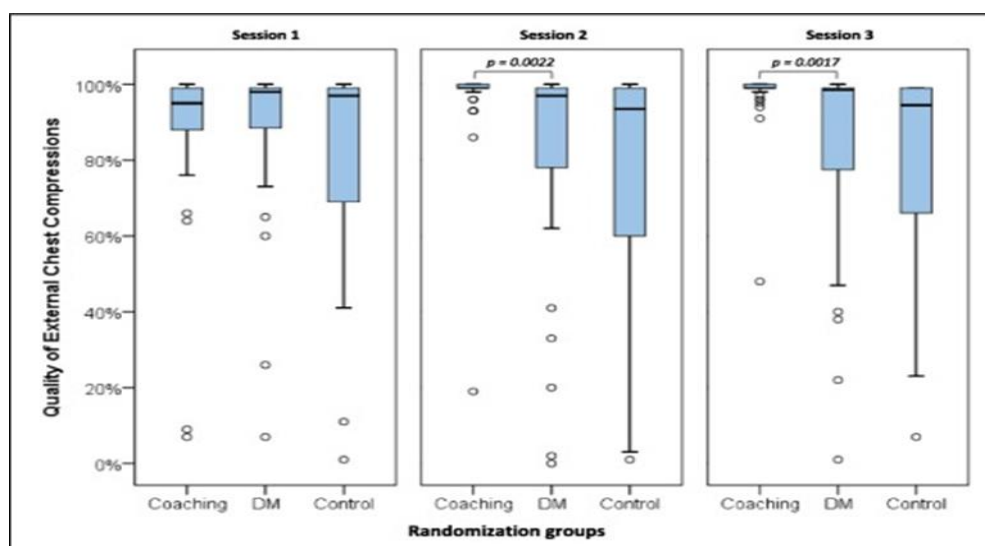 Session 1
Session 2
Session 3
p = 0.0022
p = 0.0017
Quality of External Chest Compressions
100%
80%
60%
40%
20%
0%
Coaching DM Control
Coaching DM Control
Coaching DM Control
Randomization groups